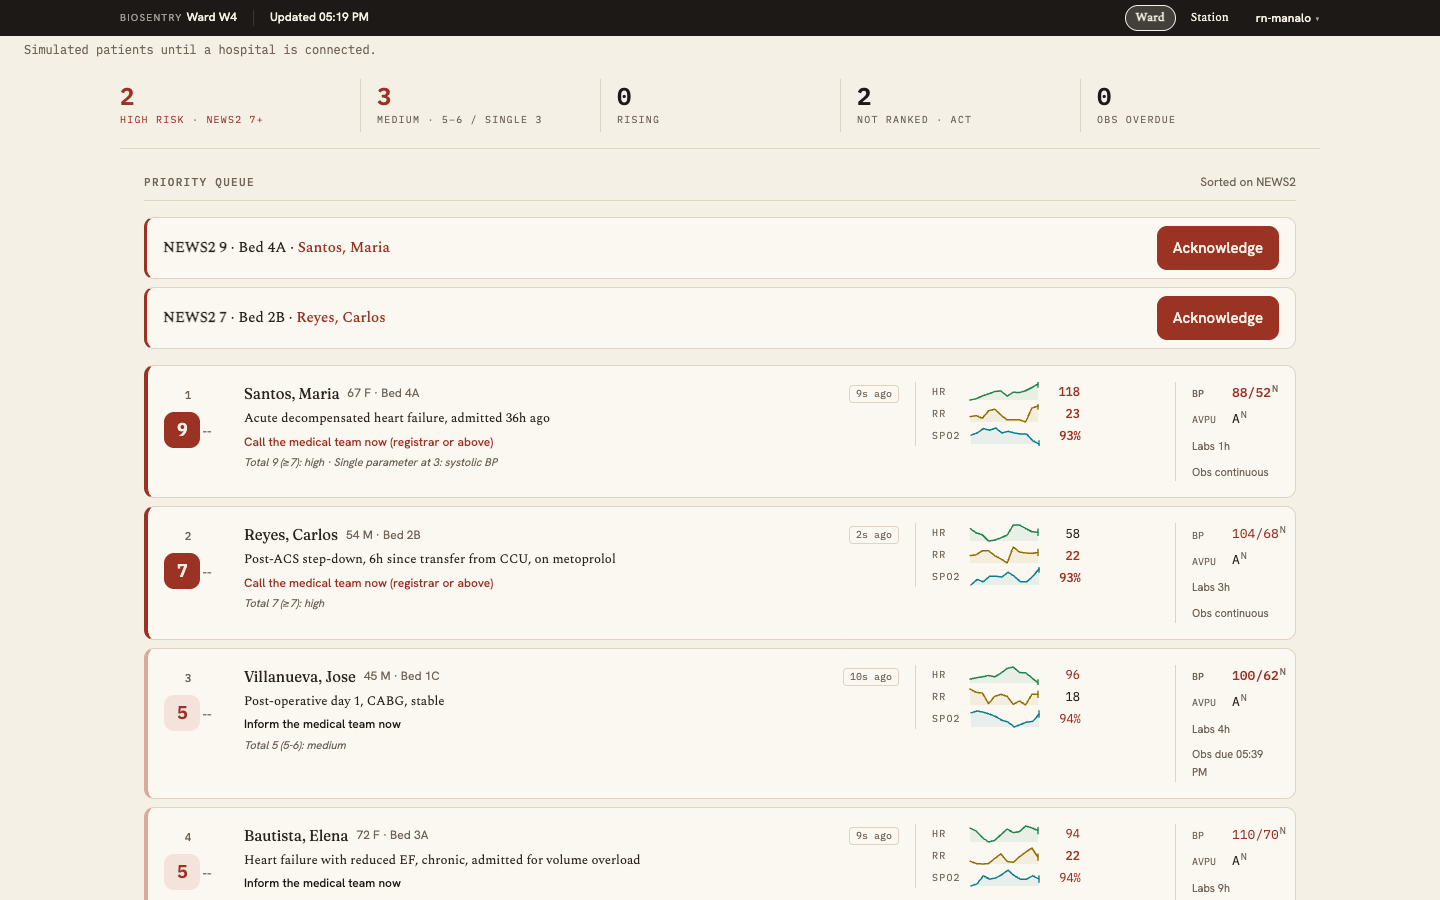 BIOSENTRY Ward W4 Updated 05:19 PM Ward Station rn-manalo ▾
Simulated patients until a hospital is connected.
2 3 0 2 0
HIGH RISK · NEWS2 7+ MEDIUM · 5–6 / SINGLE 3 RISING NOT RANKED · ACT OBS OVERDUE
PRIORITY QUEUE Sorted on NEWS2
NEWS2 9 · Bed 4A · Santos, Maria Acknowledge
NEWS2 7 · Bed 2B · Reyes, Carlos Acknowledge
1
9 --
Santos, Maria 67 F · Bed 4A 9s ago
Acute decompensated heart failure, admitted 36h ago
Call the medical team now (registrar or above)
Total 9 (≥7): high · Single parameter at 3: systolic BP
HR 118
RR 23
SPO2 93%
BP 88/52 N
AVPU A N
Labs 1h
Obs continuous
2
7 --
Reyes, Carlos 54 M · Bed 2B 2s ago
Post-ACS step-down, 6h since transfer from CCU, on metoprolol
Call the medical team now (registrar or above)
Total 7 (≥7): high
HR 58
RR 22
SPO2 93%
BP 104/68 N
AVPU A N
Labs 3h
Obs continuous
3
5 --
Villanueva, Jose 45 M · Bed 1C 10s ago
Post-operative day 1, CABG, stable
Inform the medical team now
Total 5 (5-6): medium
HR 96
RR 18
SPO2 94%
BP 100/62 N
AVPU A N
Labs 4h
Obs due 05:39
PM
4
5 --
Bautista, Elena 72 F · Bed 3A 9s ago
Heart failure with reduced EF, chronic, admitted for volume overload
Inform the medical team now
HR 94
RR 22
SPO2 94%
BP 110/70 N
AVPU A N
Labs 9h